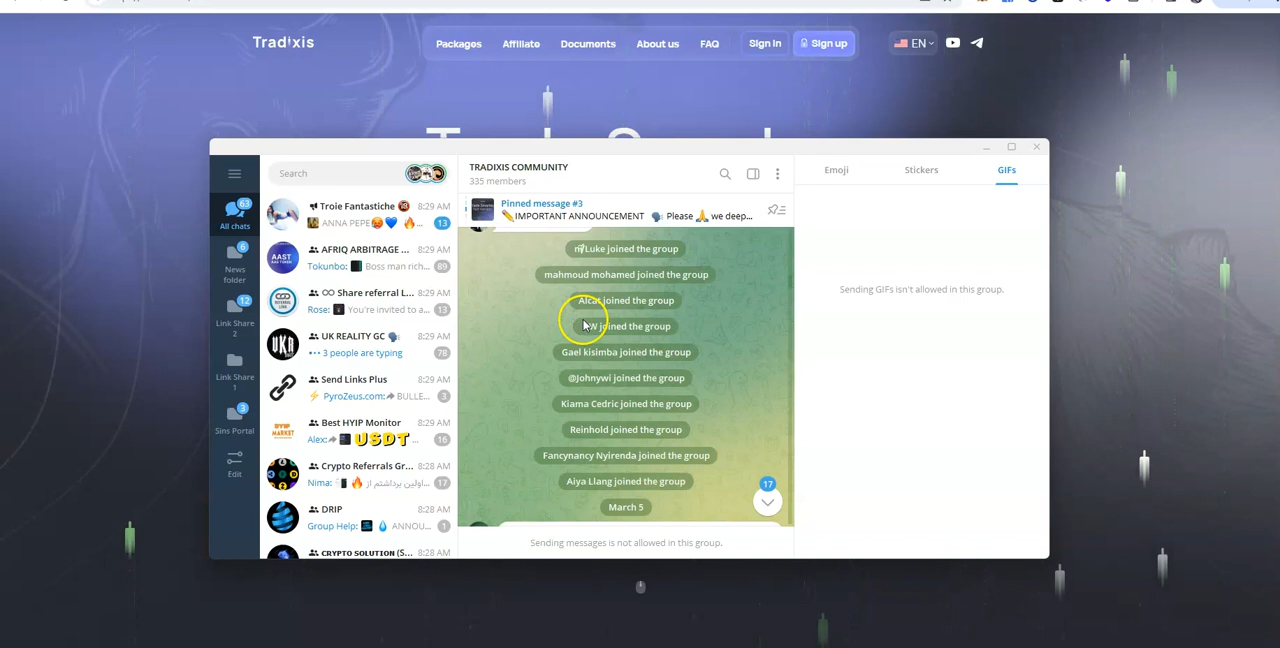 Tradixis
Packages Affiliate Documents About us FAQ Sign in Sign up EN
Search
All chats 63
News folder 6
Link Share 2 12
Link Share 1
Sins Portal 3
Edit
Troie Fantastiche 🔞 8:29 AM
ANNA PEPE🥵💙 🔥... 13
AFRIQ ARBITRAGE ... 8:29 AM
Tokunbo: Boss man rich... 89
Share referral L... 8:29 AM
Rose: You're invited to a... 13
UK REALITY GC 🗣 8:29 AM
3 people are typing 78
Send Links Plus 8:29 AM
⚡ PyroZeus.com: BULLE... 3
Best HYIP Monitor 8:29 AM
Alex: USDT ... 16
Crypto Referrals Gr... 8:28 AM
Nima: 🔥 اولین برداشتم از... 17
DRIP 8:28 AM
Group Help: 💧 ANNOU... 1
CRYPTO SOLUTION (S... 8:28 AM
TRADIXIS COMMUNITY
335 members
Pinned message #3
✏️IMPORTANT ANNOUNCEMENT 🗣 Please 🙏 we deep...
Luke joined the group
mahmoud mohamed joined the group
Alcat joined the group
W joined the group
Gael kisimba joined the group
@Johnywi joined the group
Kiama Cedric joined the group
Reinhold joined the group
Fancynancy Nyirenda joined the group
Aiya Llang joined the group
March 5
17
Sending messages is not allowed in this group.
Emoji Stickers GIFs
Sending GIFs isn't allowed in this group.